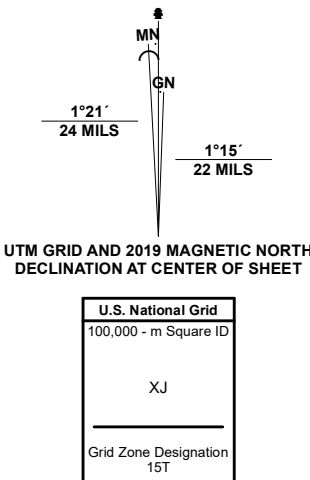 MN
GN
1°21´
24 MILS
1°15´
22 MILS
UTM GRID AND 2019 MAGNETIC NORTH
DECLINATION AT CENTER OF SHEET
U.S. National Grid
100,000 - m Square ID
XJ
Grid Zone Designation
15T